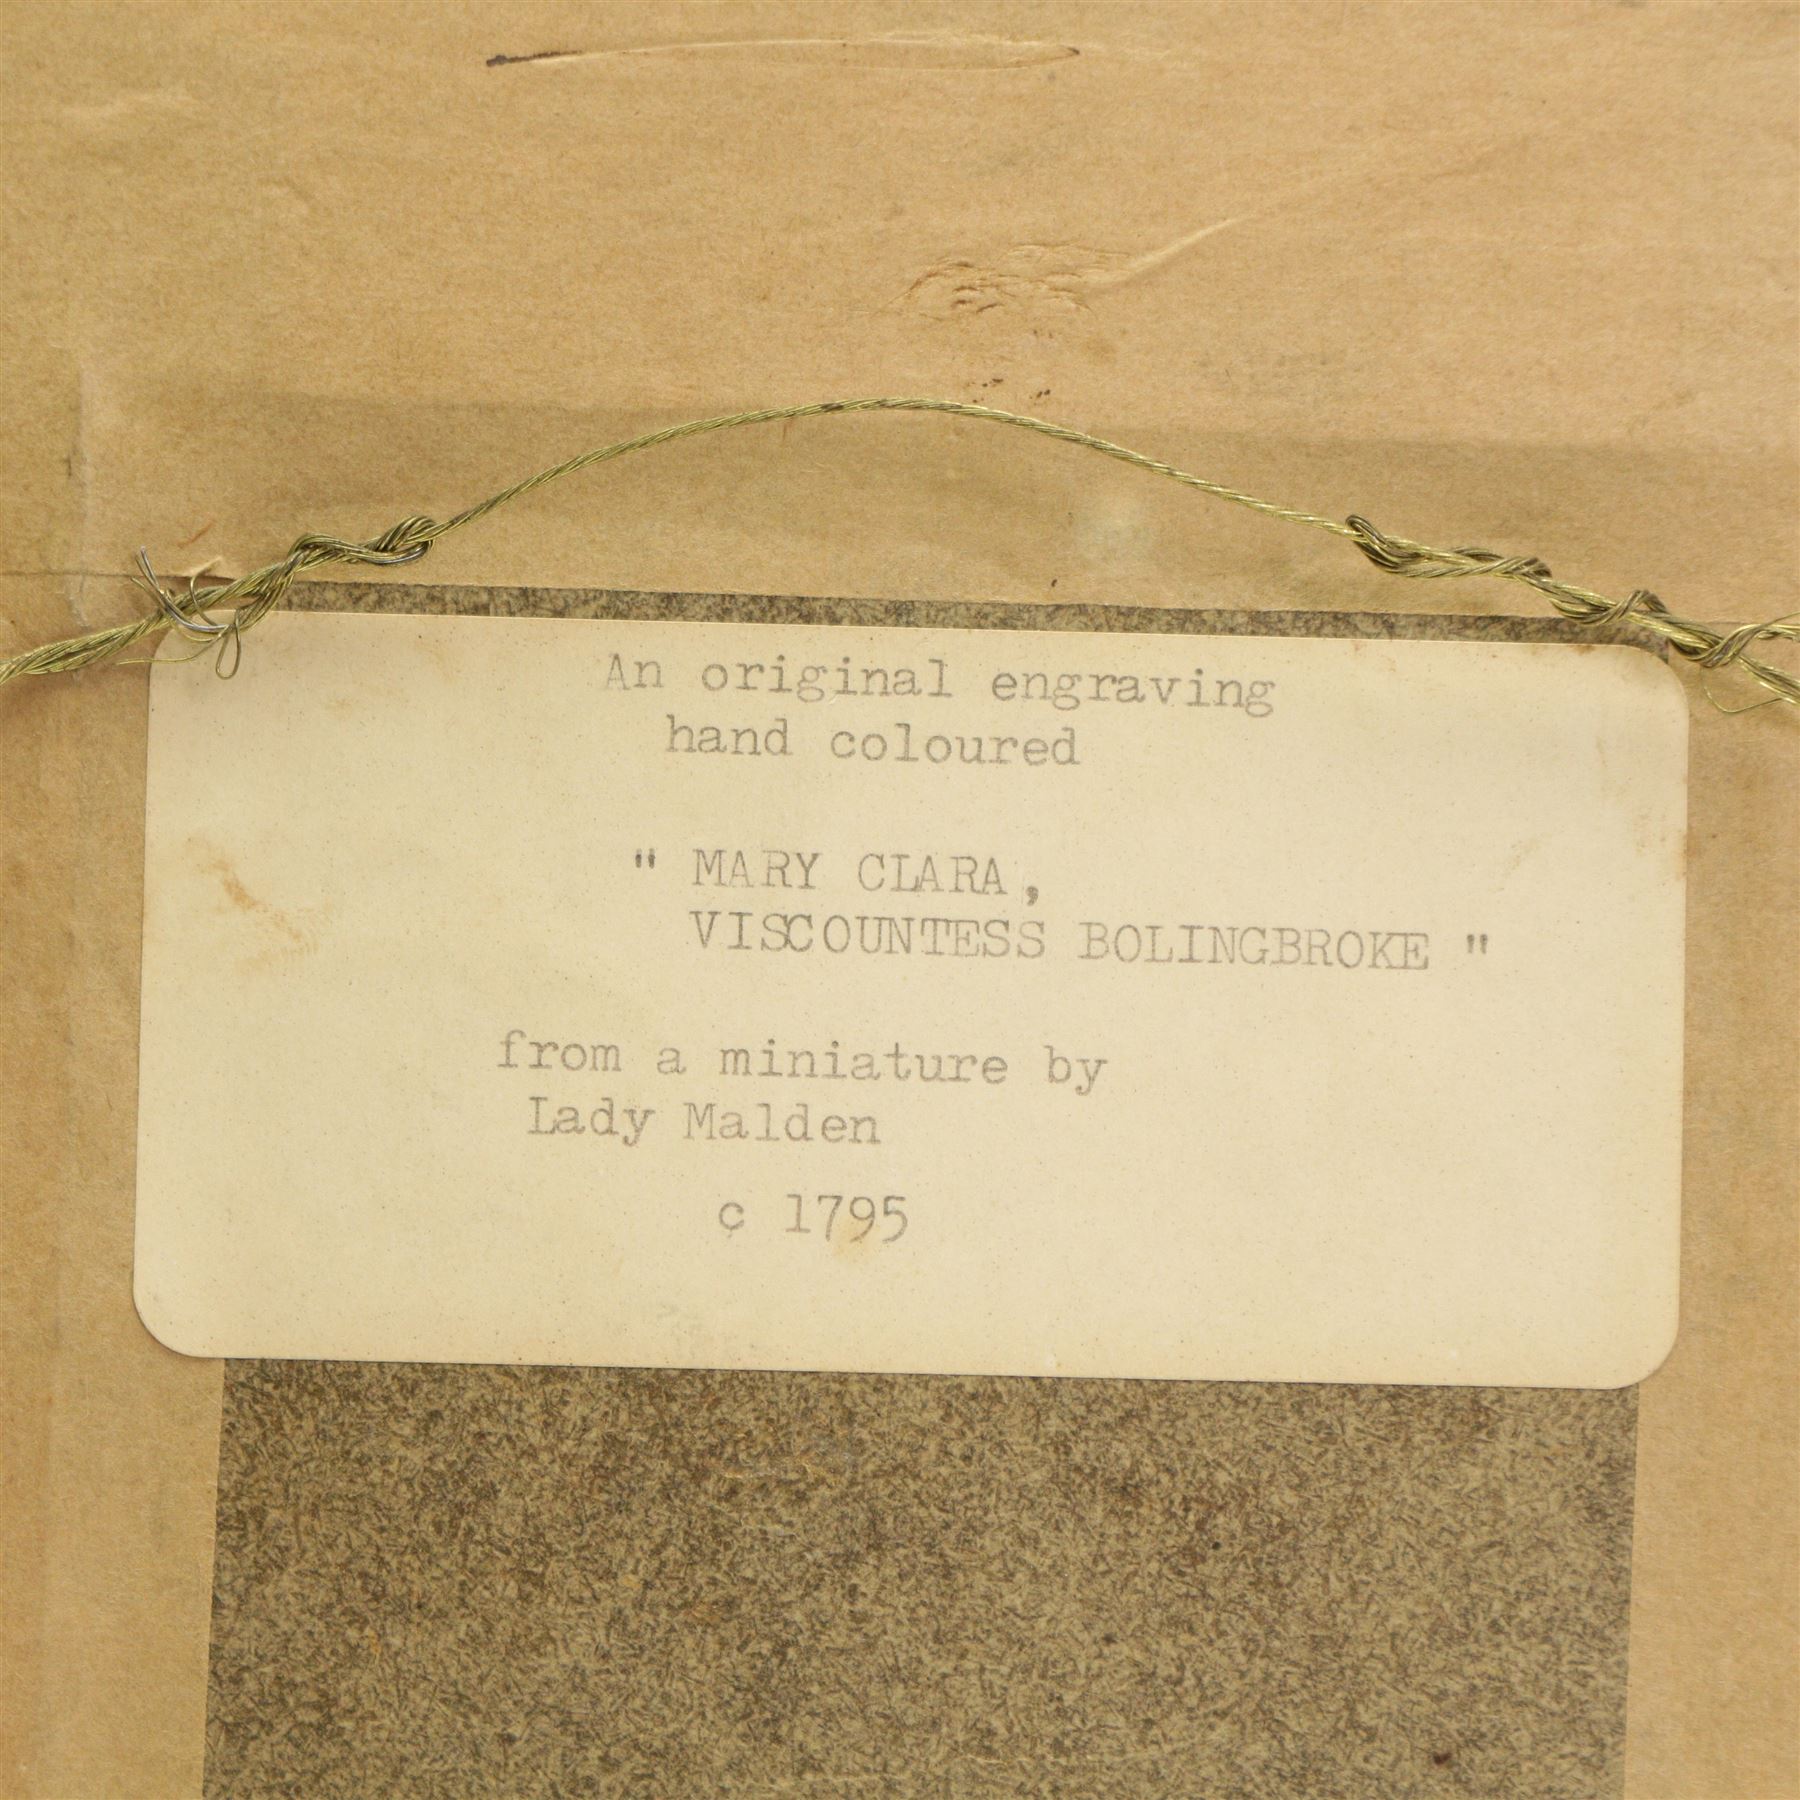 An original engraving
hand coloured
" MARY CLARA,
VISCOUNTESS BOLINGBROKE "
from a miniature by
Lady Malden
c 1795